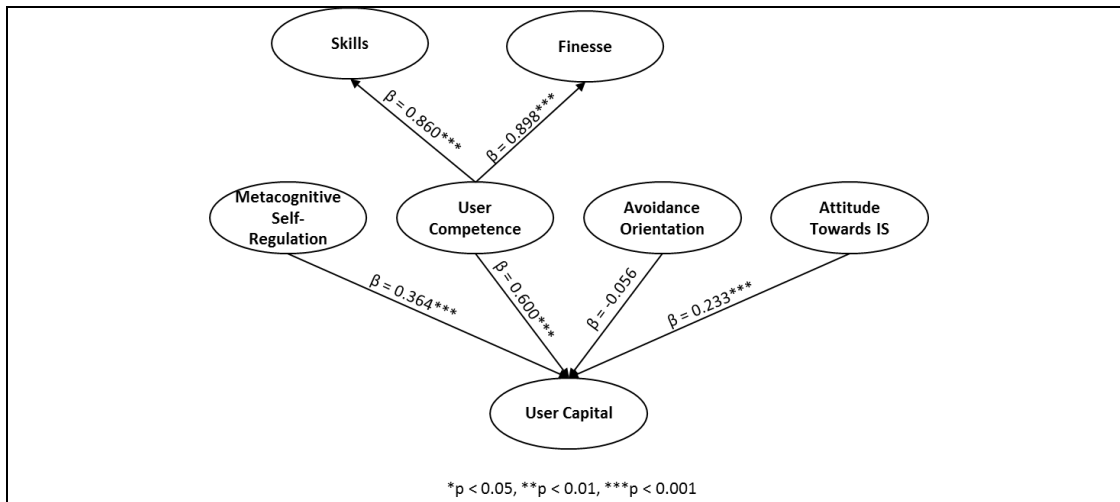 Skills
Finesse
β = 0.860***
β = 0.898***
Metacognitive
Self-
Regulation
User
Competence
Avoidance
Orientation
Attitude
Towards IS
β = 0.364***
β = 0.600***
β = -0.056
β = 0.233***
User Capital
*p < 0.05, **p < 0.01, ***p < 0.001